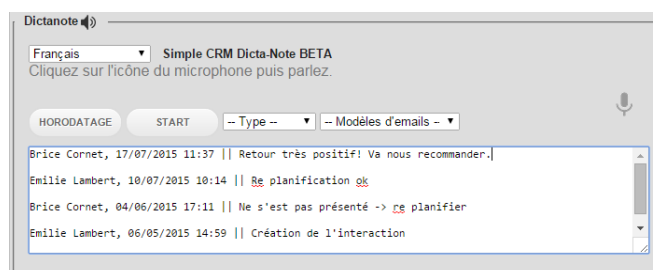 Dictanote
Français Simple CRM Dicta-Note BETA
Cliquez sur l'icône du microphone puis parlez.
HORODATAGE START -- Type -- -- Modèles d'emails --
Brice Cornet, 17/07/2015 11:37 || Retour très positif! Va nous recommander.
Emilie Lambert, 10/07/2015 10:14 || Re planification ok
Brice Cornet, 04/06/2015 17:11 || Ne s'est pas présenté -> re planifier
Emilie Lambert, 06/05/2015 14:59 || Création de l'interaction